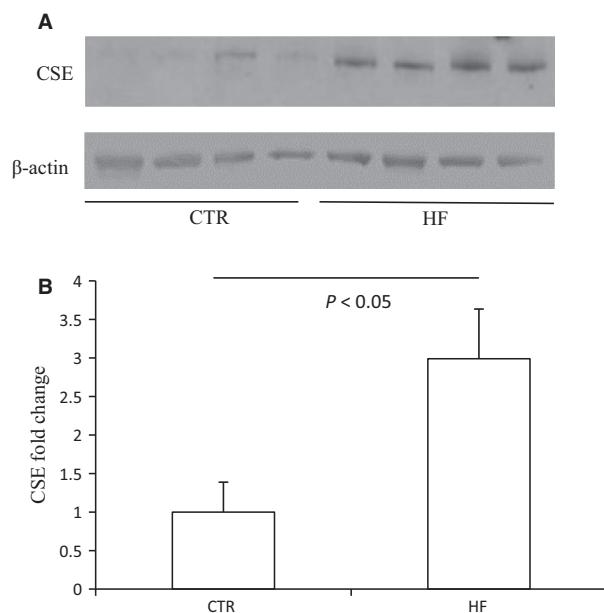 A
CSE
β-actin
CTR HF
B
4
P < 0.05
3.5
3
2.5
2
1.5
1
0.5
0
CSE fold change
CTR HF